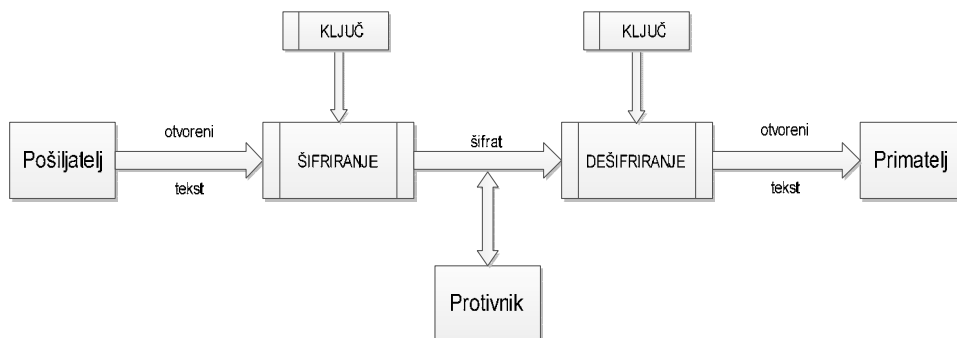 KLJUČ
KLJUČ
Pošiljatelj
otvoreni
tekst
ŠIFRIRANJE
šifrat
DEŠIFRIRANJE
otvoreni
tekst
Primatelj
Protivnik